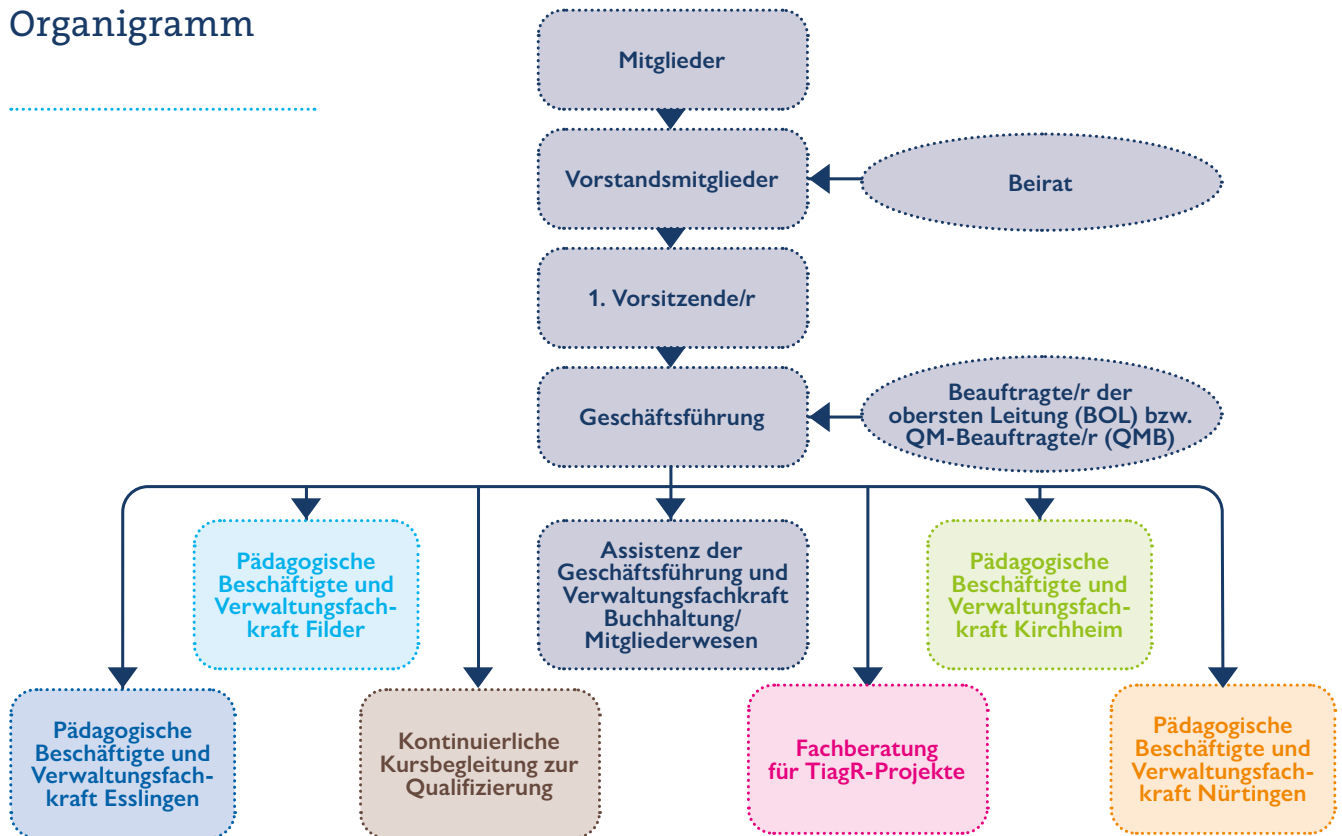 Organigramm
Mitglieder
Vorstandsmitglieder
Beirat
1. Vorsitzende/r
Geschäftsführung
Beauftragte/r der
obersten Leitung (BOL) bzw.
QM-Beauftragte/r (QMB)
Pädagogische
Beschäftigte und
Verwaltungsfach-
kraft Filder
Assistenz der
Geschäftsführung und
Verwaltungsfachkraft
Buchhaltung/
Mitgliederwesen
Pädagogische
Beschäftigte und
Verwaltungsfach-
kraft Kirchheim
Pädagogische
Beschäftigte und
Verwaltungsfach-
kraft Esslingen
Kontinuierliche
Kursbegleitung zur
Qualifizierung
Fachberatung
für TiagR-Projekte
Pädagogische
Beschäftigte und
Verwaltungsfach-
kraft Nürtingen